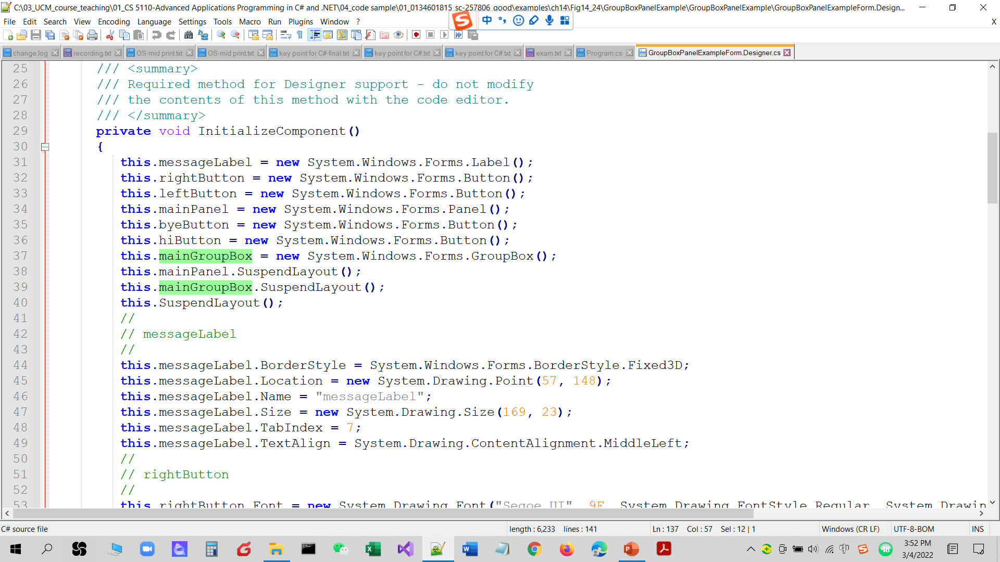 C:\03_UCM_course_teaching\01_CS 5110-Advanced Applications Programming in C# and .NET\04_code sample\01_0134601815_sc-257806_good\examples\ch14\Fig14_24\GroupBoxPanelExample\GroupBoxPanelExample\GroupBoxPanelExampleForm.Design...
File Edit Search View Encoding Language Settings Tools Macro Run Plugins Window ? X
S 中
change.log recording.txt OS-mid print.txt OS-mid print.txt key point for C#-final.txt key point for C#.txt key point for C#.txt exam.txt Program.cs GroupBoxPanelExampleForm.Designer.cs
25 /// <summary>
26 /// Required method for Designer support - do not modify
27 /// the contents of this method with the code editor.
28 /// </summary>
29 private void InitializeComponent()
30 {
31 this.messageLabel = new System.Windows.Forms.Label();
32 this.rightButton = new System.Windows.Forms.Button();
33 this.leftButton = new System.Windows.Forms.Button();
34 this.mainPanel = new System.Windows.Forms.Panel();
35 this.byeButton = new System.Windows.Forms.Button();
36 this.hiButton = new System.Windows.Forms.Button();
37 this.mainGroupBox = new System.Windows.Forms.GroupBox();
38 this.mainPanel.SuspendLayout();
39 this.mainGroupBox.SuspendLayout();
40 this.SuspendLayout();
41 //
42 // messageLabel
43 //
44 this.messageLabel.BorderStyle = System.Windows.Forms.BorderStyle.Fixed3D;
45 this.messageLabel.Location = new System.Drawing.Point(57, 148);
46 this.messageLabel.Name = "messageLabel";
47 this.messageLabel.Size = new System.Drawing.Size(169, 23);
48 this.messageLabel.TabIndex = 7;
49 this.messageLabel.TextAlign = System.Drawing.ContentAlignment.MiddleLeft;
50 //
51 // rightButton
52 //
53 this.rightButton.Font = new System.Drawing.Font("Segoe UI", 9F, System.Drawing.FontStyle.Regular, System.Drawin
C# source file length : 6,233 lines : 141 Ln : 137 Col : 57 Sel : 12 | 1 Windows (CR LF) UTF-8-BOM INS
中 S 48 3:52 PM
3/4/2022